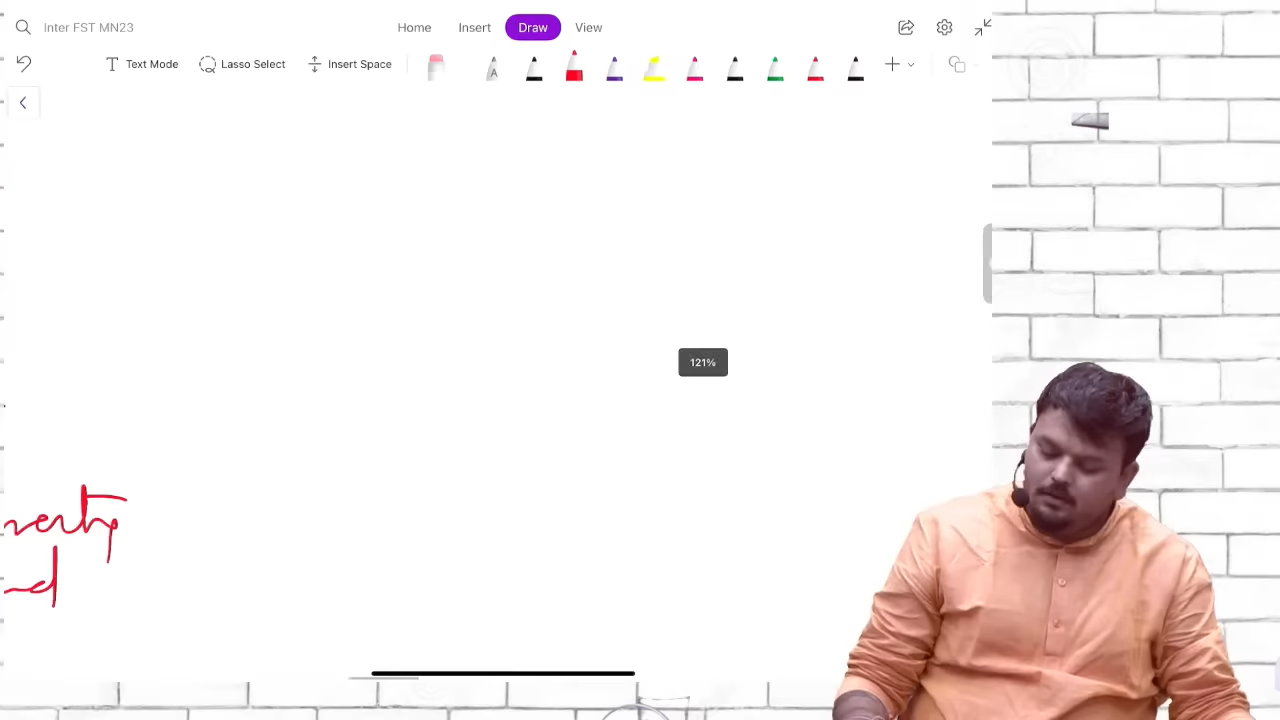 Inter FST MN23
Home
Insert
Draw
View
Text Mode
Lasso Select
Insert Space
A
121%